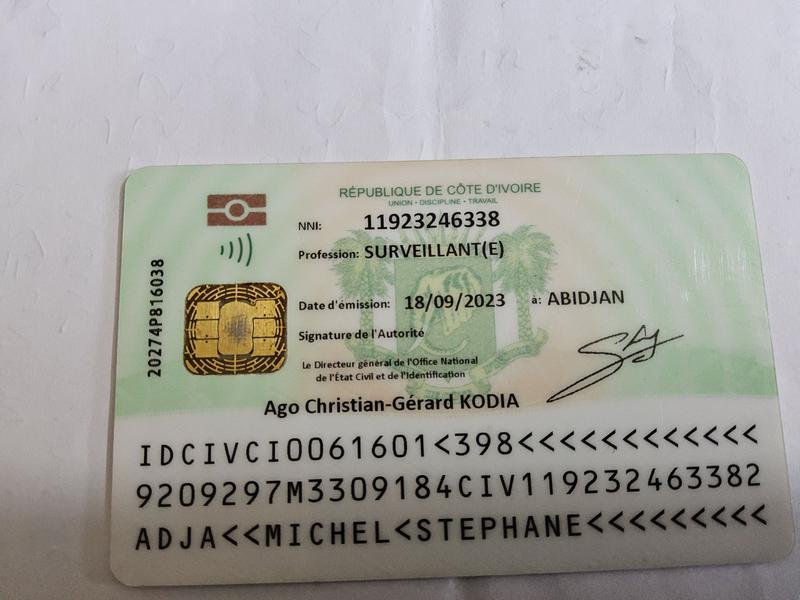 RÉPUBLIQUE DE CÔTE D'IVOIRE
UNION - DISCIPLINE - TRAVAIL
NNI: 11923246338
Profession: SURVEILLANT(E)
20274P816038
Date d'émission: 18/09/2023 à: ABIDJAN
Signature de l'Autorité
Le Directeur général de l'Office National
de l'État Civil et de l'Identification
Ago Christian-Gérard KODIA
IDCIVCI0061601<398<<<<<<<<<<<<
9209297M3309184CIV119232463382
ADJA<<MICHEL<STEPHANE<<<<<<<<<